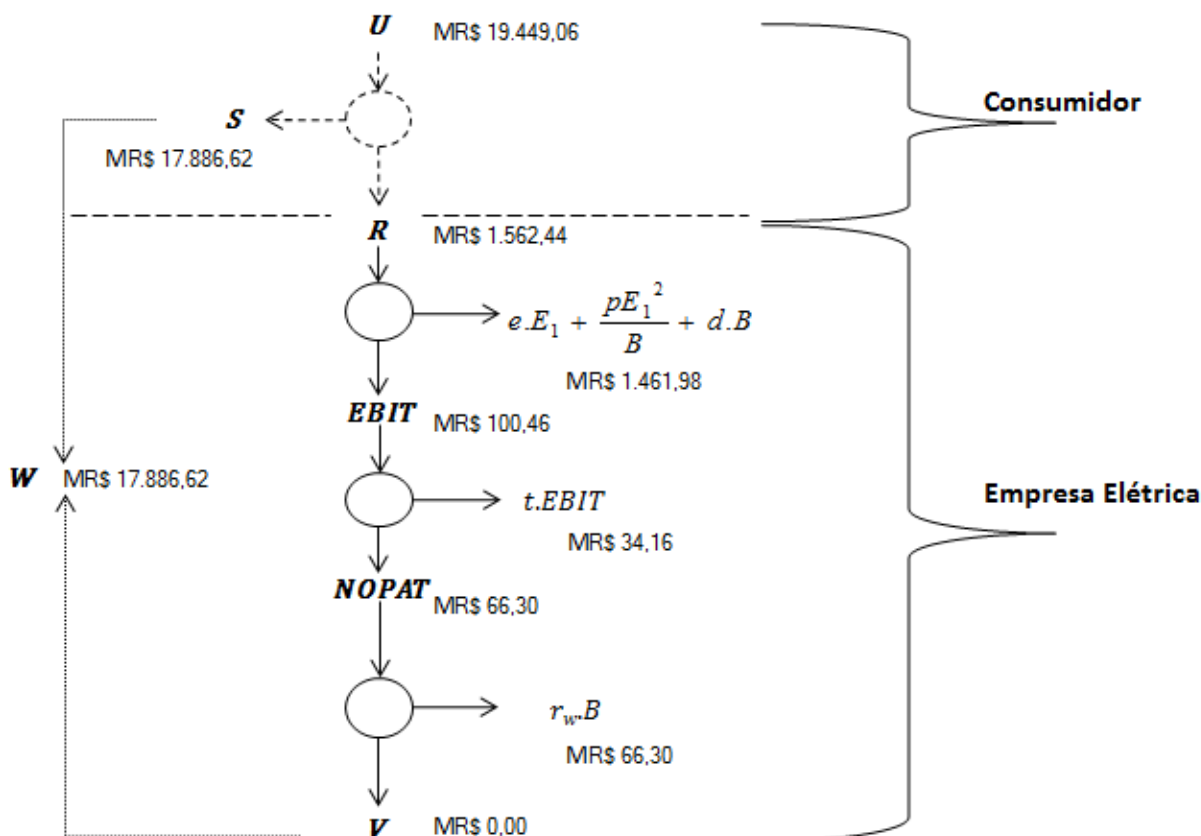 U MR$ 19.449,06
Consumidor
S
MR$ 17.886,62
R MR$ 1.562,44
e.E₁ + pE₁²/B + d.B
MR$ 1.461,98
EBIT MR$ 100,46
W MR$ 17.886,62
t.EBIT
Empresa Elétrica
MR$ 34,16
NOPAT MR$ 66,30
r_w.B
MR$ 66,30
V MR$ 0,00